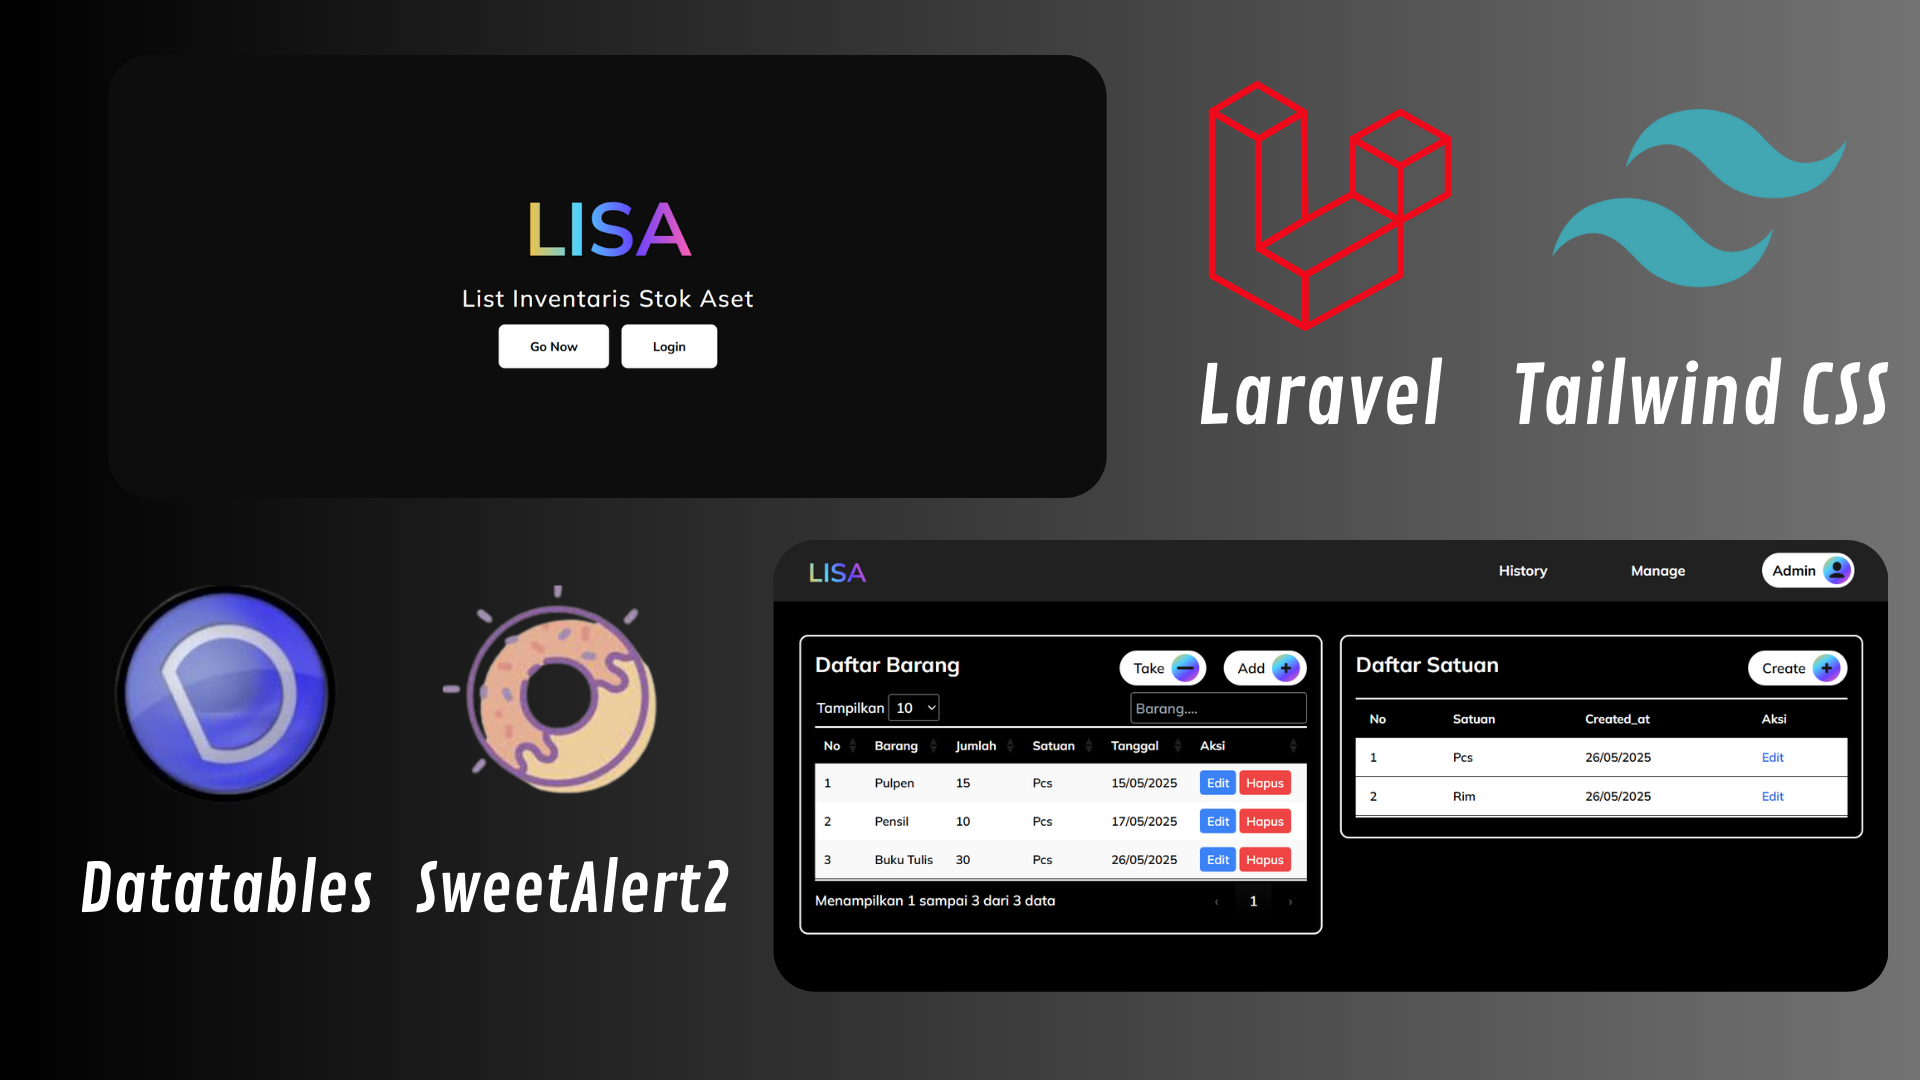 LISA
List Inventaris Stok Aset
Go Now Login
Laravel Tailwind CSS
Datatables SweetAlert2
LISA History Manage Admin
Daftar Barang Take Add
Tampilkan 10 Barang....
No Barang Jumlah Satuan Tanggal Aksi
1 Pulpen 15 Pcs 15/05/2025 Edit Hapus
2 Pensil 10 Pcs 17/05/2025 Edit Hapus
3 Buku Tulis 30 Pcs 26/05/2025 Edit Hapus
Menampilkan 1 sampai 3 dari 3 data ‹ 1 ›
Daftar Satuan Create
No Satuan Created_at Aksi
1 Pcs 26/05/2025 Edit
2 Rim 26/05/2025 Edit